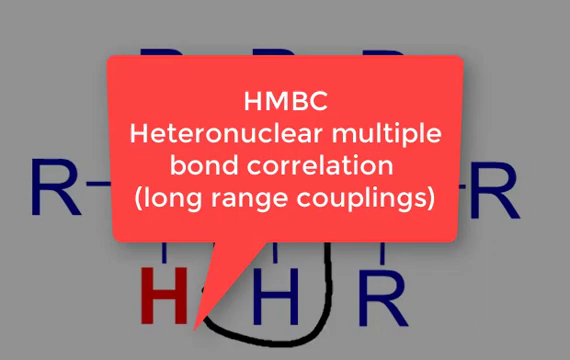 R R R
HMBC
Heteronuclear multiple
bond correlation
R R
(long range couplings)
H H R